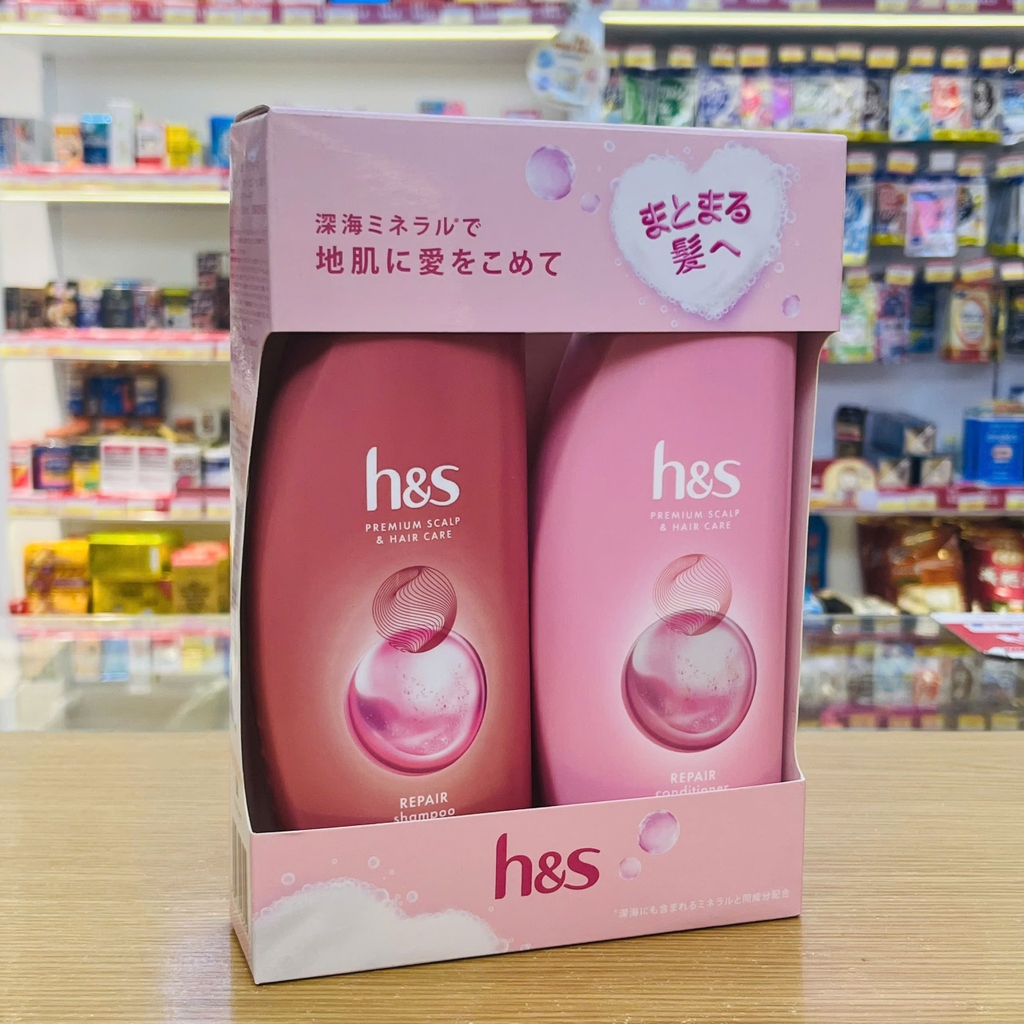 深海ミネラル*で
地肌に愛をこめて
まとまる
髪へ
h&s
PREMIUM SCALP
& HAIR CARE
REPAIR
shampoo
h&s
PREMIUM SCALP
& HAIR CARE
REPAIR
conditioner
h&s
*深海にも含まれるミネラルと同成分配合